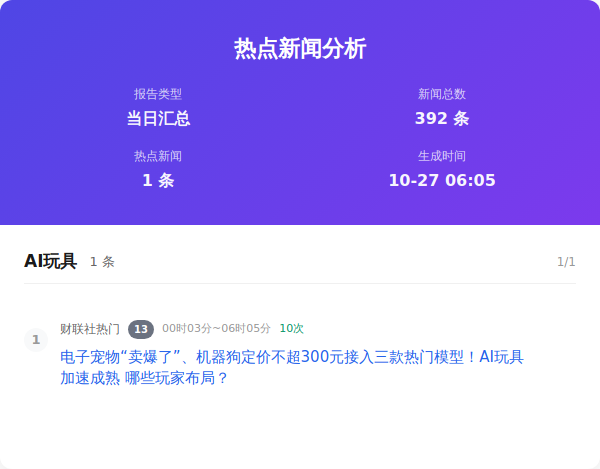 热点新闻分析
报告类型
新闻总数
当日汇总
392 条
热点新闻
生成时间
1 条
10-27 06:05
AI玩具 1 条 1/1
1 财联社热门 13 00时03分~06时05分 10次
电子宠物“卖爆了”、机器狗定价不超300元接入三款热门模型！AI玩具
加速成熟 哪些玩家布局？